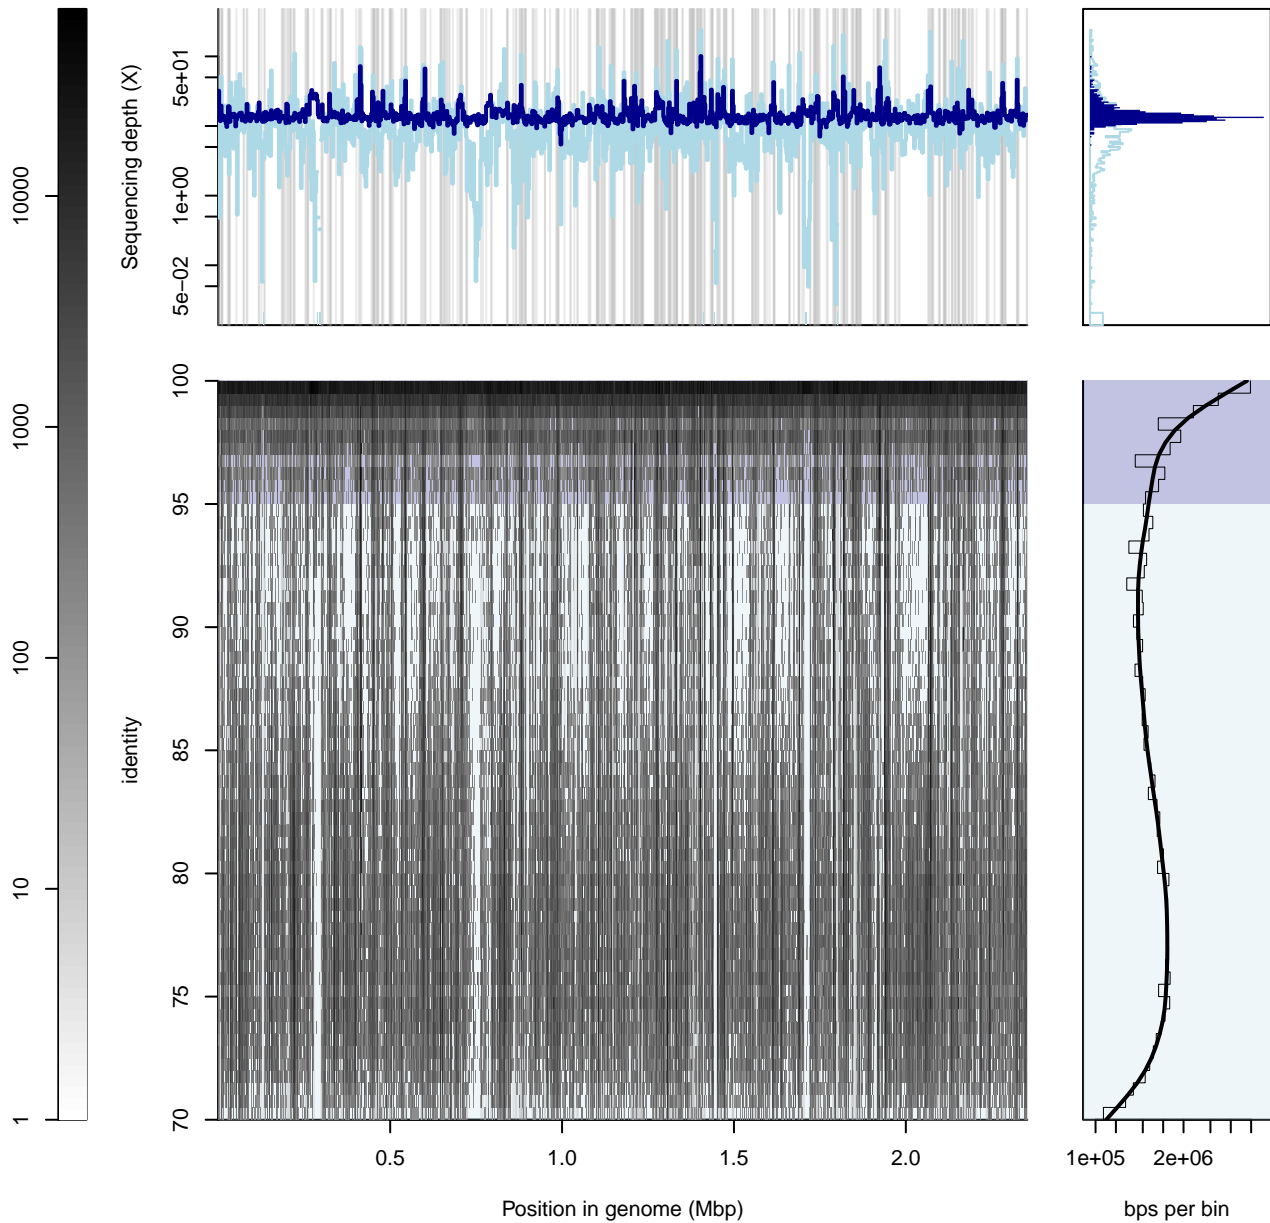 10000
1000
100
10
1
Sequencing depth (X)
5e+01
1e+00
5e−02
identity
100
95
90
85
80
75
70
0.5
1.0
1.5
2.0
Position in genome (Mbp)
1e+05
2e+06
bps per bin